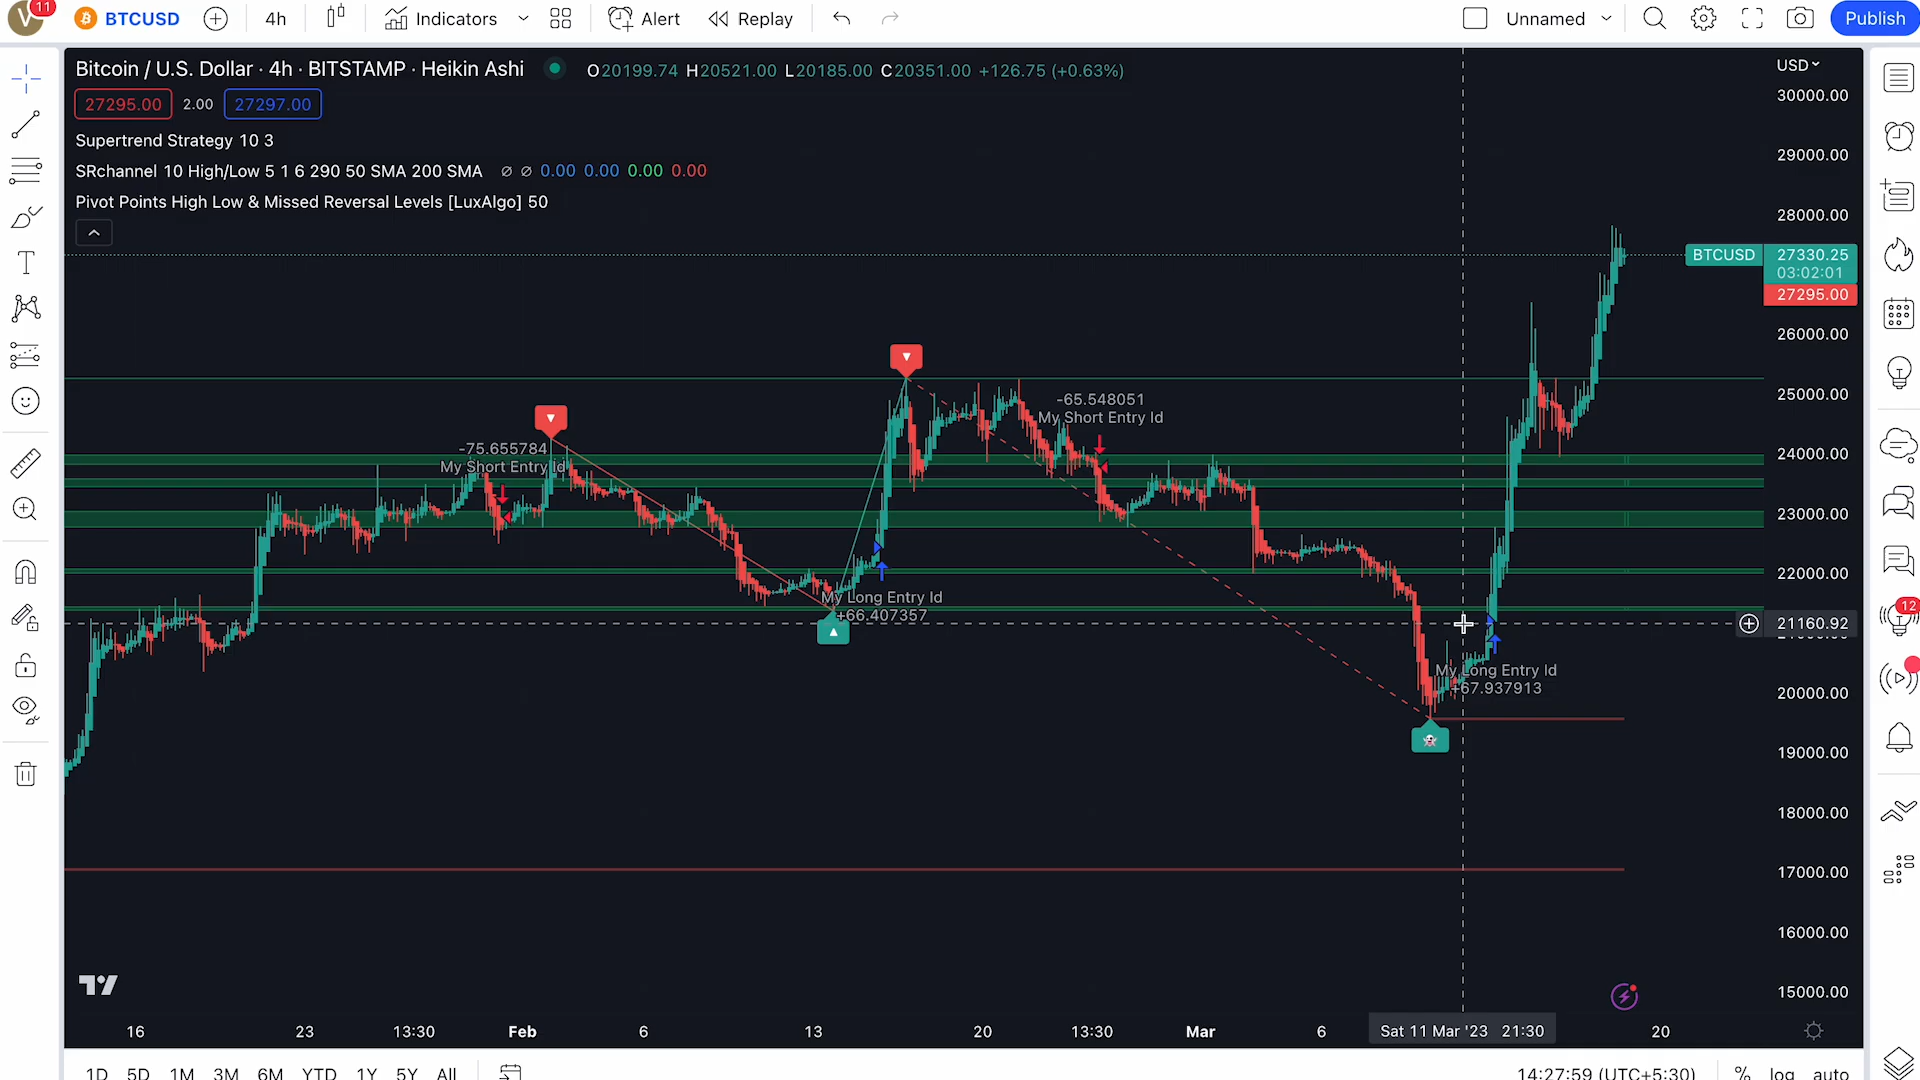 V 11 BTCUSD 4h Indicators Alert Replay Unnamed Publish
Bitcoin / U.S. Dollar · 4h · BITSTAMP · Heikin Ashi O20199.74 H20521.00 L20185.00 C20351.00 +126.75 (+0.63%)
USD
30000.00
27295.00 2.00 27297.00
Supertrend Strategy 10 3
29000.00
SRchannel 10 High/Low 5 1 6 290 50 SMA 200 SMA ∅ ∅ 0.00 0.00 0.00 0.00
Pivot Points High Low & Missed Reversal Levels [LuxAlgo] 50
28000.00
BTCUSD 27330.25
03:02:01
27295.00
26000.00
25000.00
-65.548051
My Short Entry Id
-75.655784
My Short Entry Id
24000.00
23000.00
22000.00
My Long Entry Id
+66.407357
12
21160.92
My Long Entry Id
+67.937913
20000.00
19000.00
18000.00
17000.00
16000.00
15000.00
16 23 13:30 Feb 6 13 20 13:30 Mar 6 Sat 11 Mar '23 21:30 20
1D 5D 1M 3M 6M YTD 1Y 5Y All 14:27:59 (UTC+5:30) % log auto